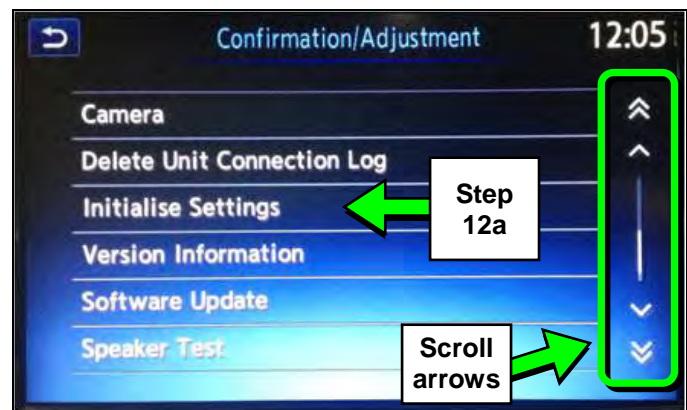 Confirmation/Adjustment 12:05
Camera
Delete Unit Connection Log
Initialise Settings
Step
12a
Version Information
Software Update
Speaker Test
Scroll
arrows